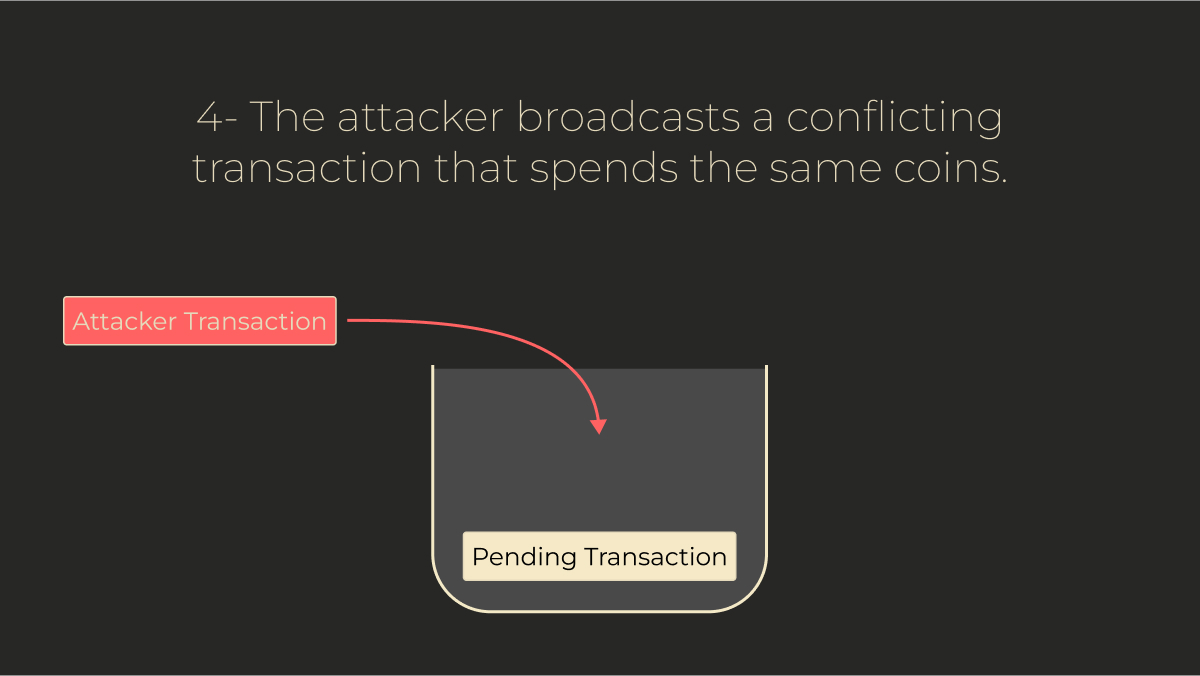 4- The attacker broadcasts a conflicting
transaction that spends the same coins.
Attacker Transaction
Pending Transaction